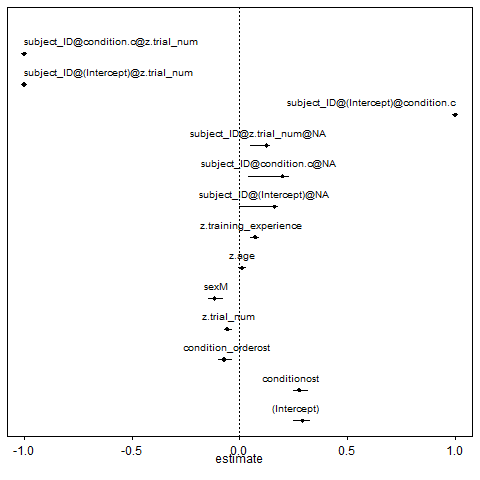 subject_ID@condition.c@z.trial_num
subject_ID@(Intercept)@z.trial_num
subject_ID@(Intercept)@condition.c
subject_ID@z.trial_num@NA
subject_ID@condition.c@NA
subject_ID@(Intercept)@NA
z.training_experience
z.age
sexM
z.trial_num
condition_orderost
conditionost
(Intercept)
-1.0 -0.5 0.0 0.5 1.0
estimate